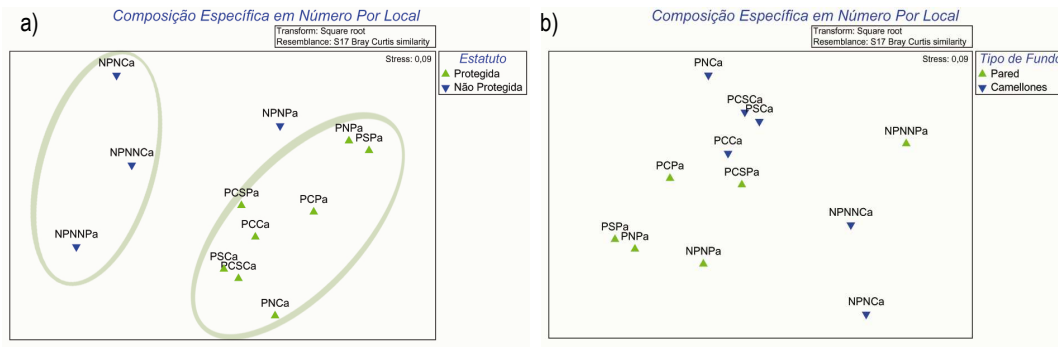 a)
Composição Específica em Número Por Local
Transform: Square root
Resemblance: S17 Bray Curtis similarity
Stress: 0,09
Estatuto
Protegida
Não Protegida
NPNCa
NPNPa
PNPa
PSPa
NPNNCa
PCSPa
PCPa
PCCa
NPNNPa
PSCa
PCSCa
PNCa
b)
Composição Específica em Número Por Local
Transform: Square root
Resemblance: S17 Bray Curtis similarity
Stress: 0,09
Tipo de Fundo
Pared
Camellones
PNCa
PCSCa
PSCa
NPNNPa
PCCa
PCPa
PCSPa
NPNNCa
PSPa
PNPa
NPNPa
NPNCa